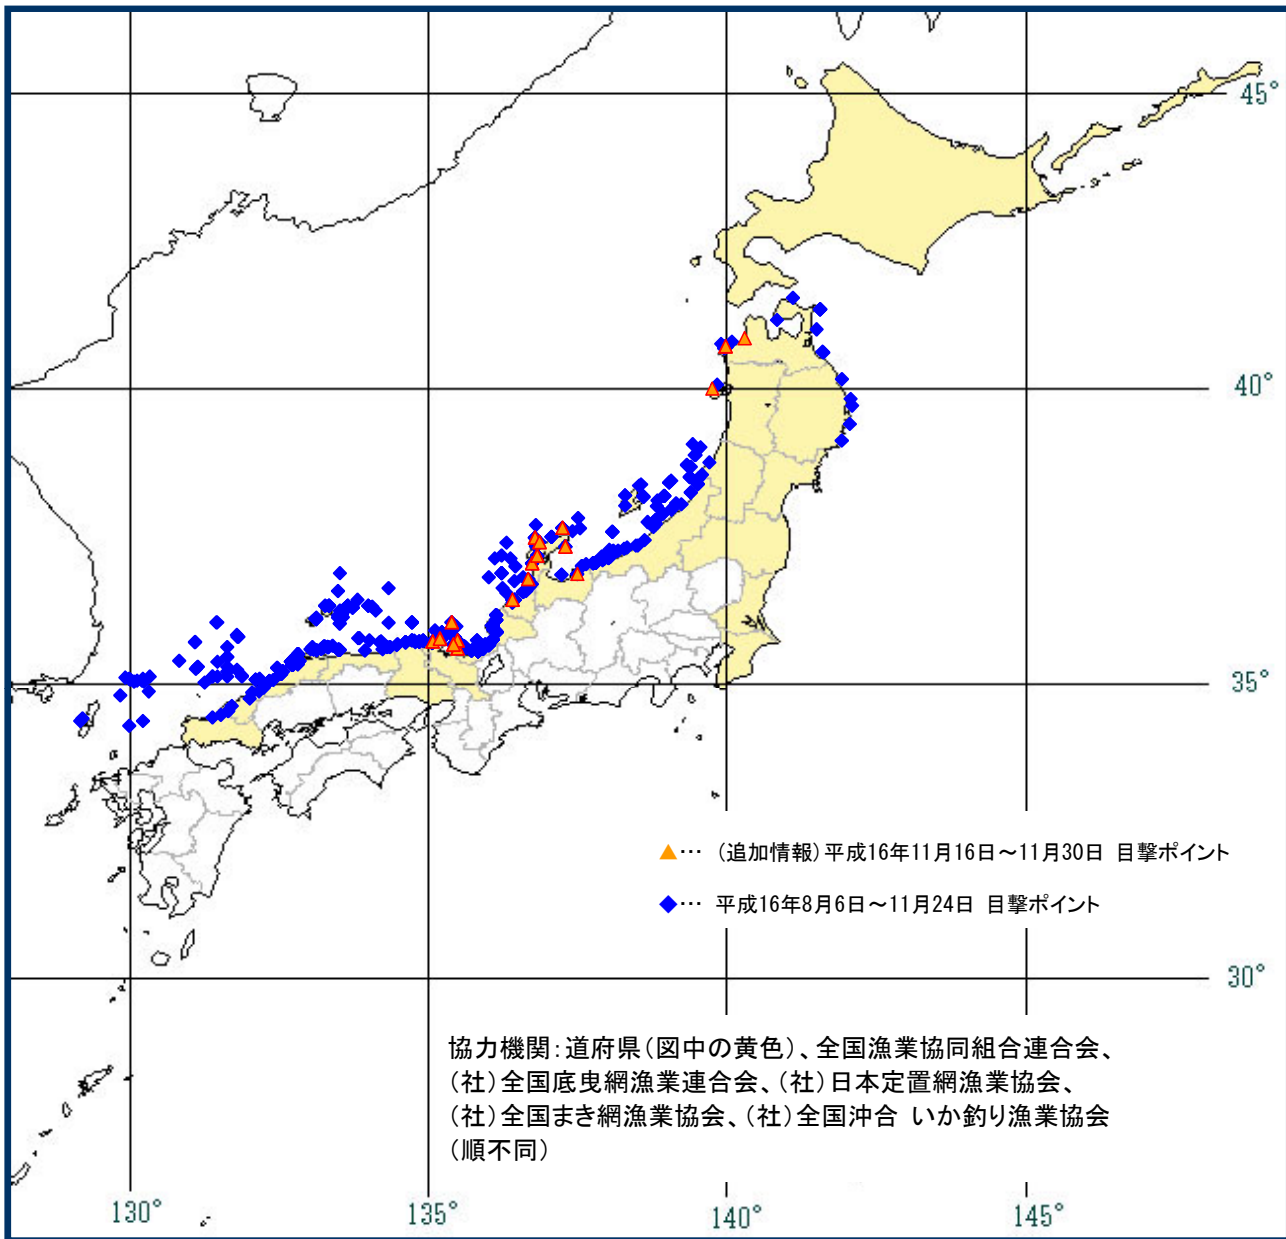 45°
40°
35°
▲… (追加情報)平成16年11月16日～11月30日 目撃ポイント
◆… 平成16年8月6日～11月24日 目撃ポイント
30°
協力機関:道府県(図中の黄色)、全国漁業協同組合連合会、
(社)全国底曳網漁業連合会、(社)日本定置網漁業協会、
(社)全国まき網漁業協会、(社)全国沖合 いか釣り漁業協会
(順不同)
130°
135°
140°
145°